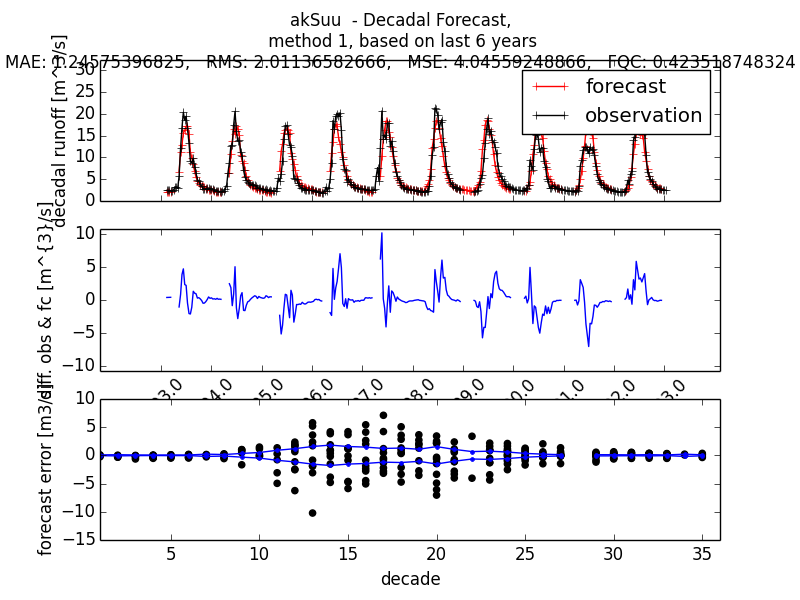 akSuu - Decadal Forecast,
method 1, based on last 6 years
RMS: 2.01136582666, MSE: 4.04559248866, FQC: 0.423518748324
decadal runoff [m^3/s]
30
25
20
15
10
5
0
forecast
observation
diff. obs & fc [m^{3}/s]
10
5
0
−5
−10
forecast error [m3/s]
10
5
0
−5
−10
−15
5 10 15 20 25 30 35
decade